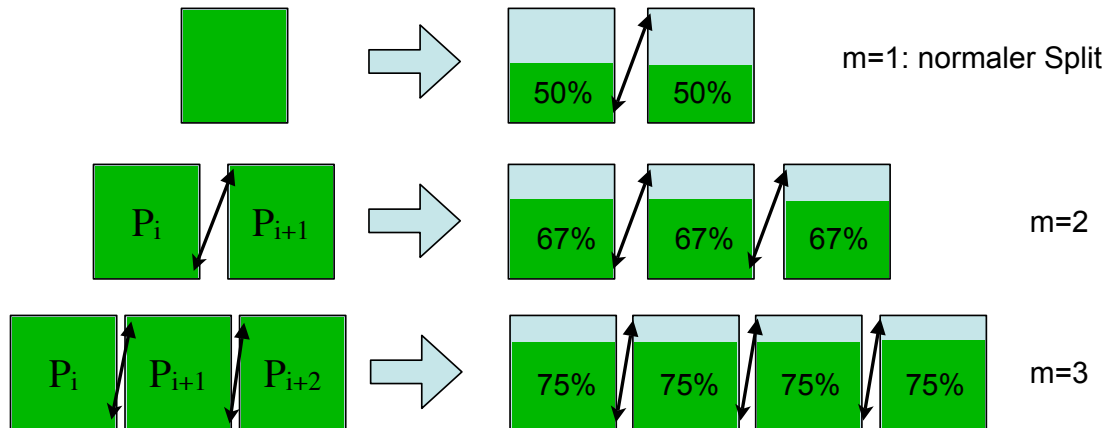 50% 50% m=1: normaler Split
Pi Pi+1 67% 67% 67% m=2
Pi Pi+1 Pi+2 75% 75% 75% 75% m=3